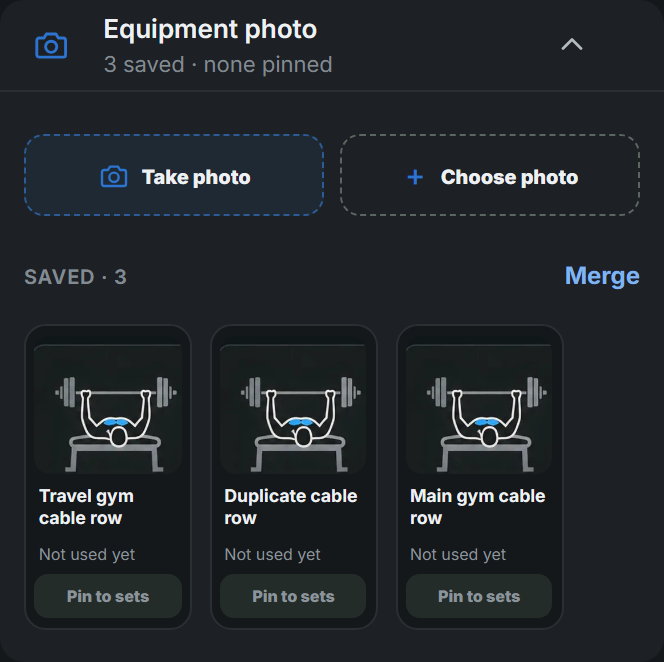 Equipment photo
3 saved · none pinned
Take photo
Choose photo
SAVED · 3
Merge
Travel gym
cable row
Not used yet
Pin to sets
Duplicate cable
row
Not used yet
Pin to sets
Main gym cable
row
Not used yet
Pin to sets